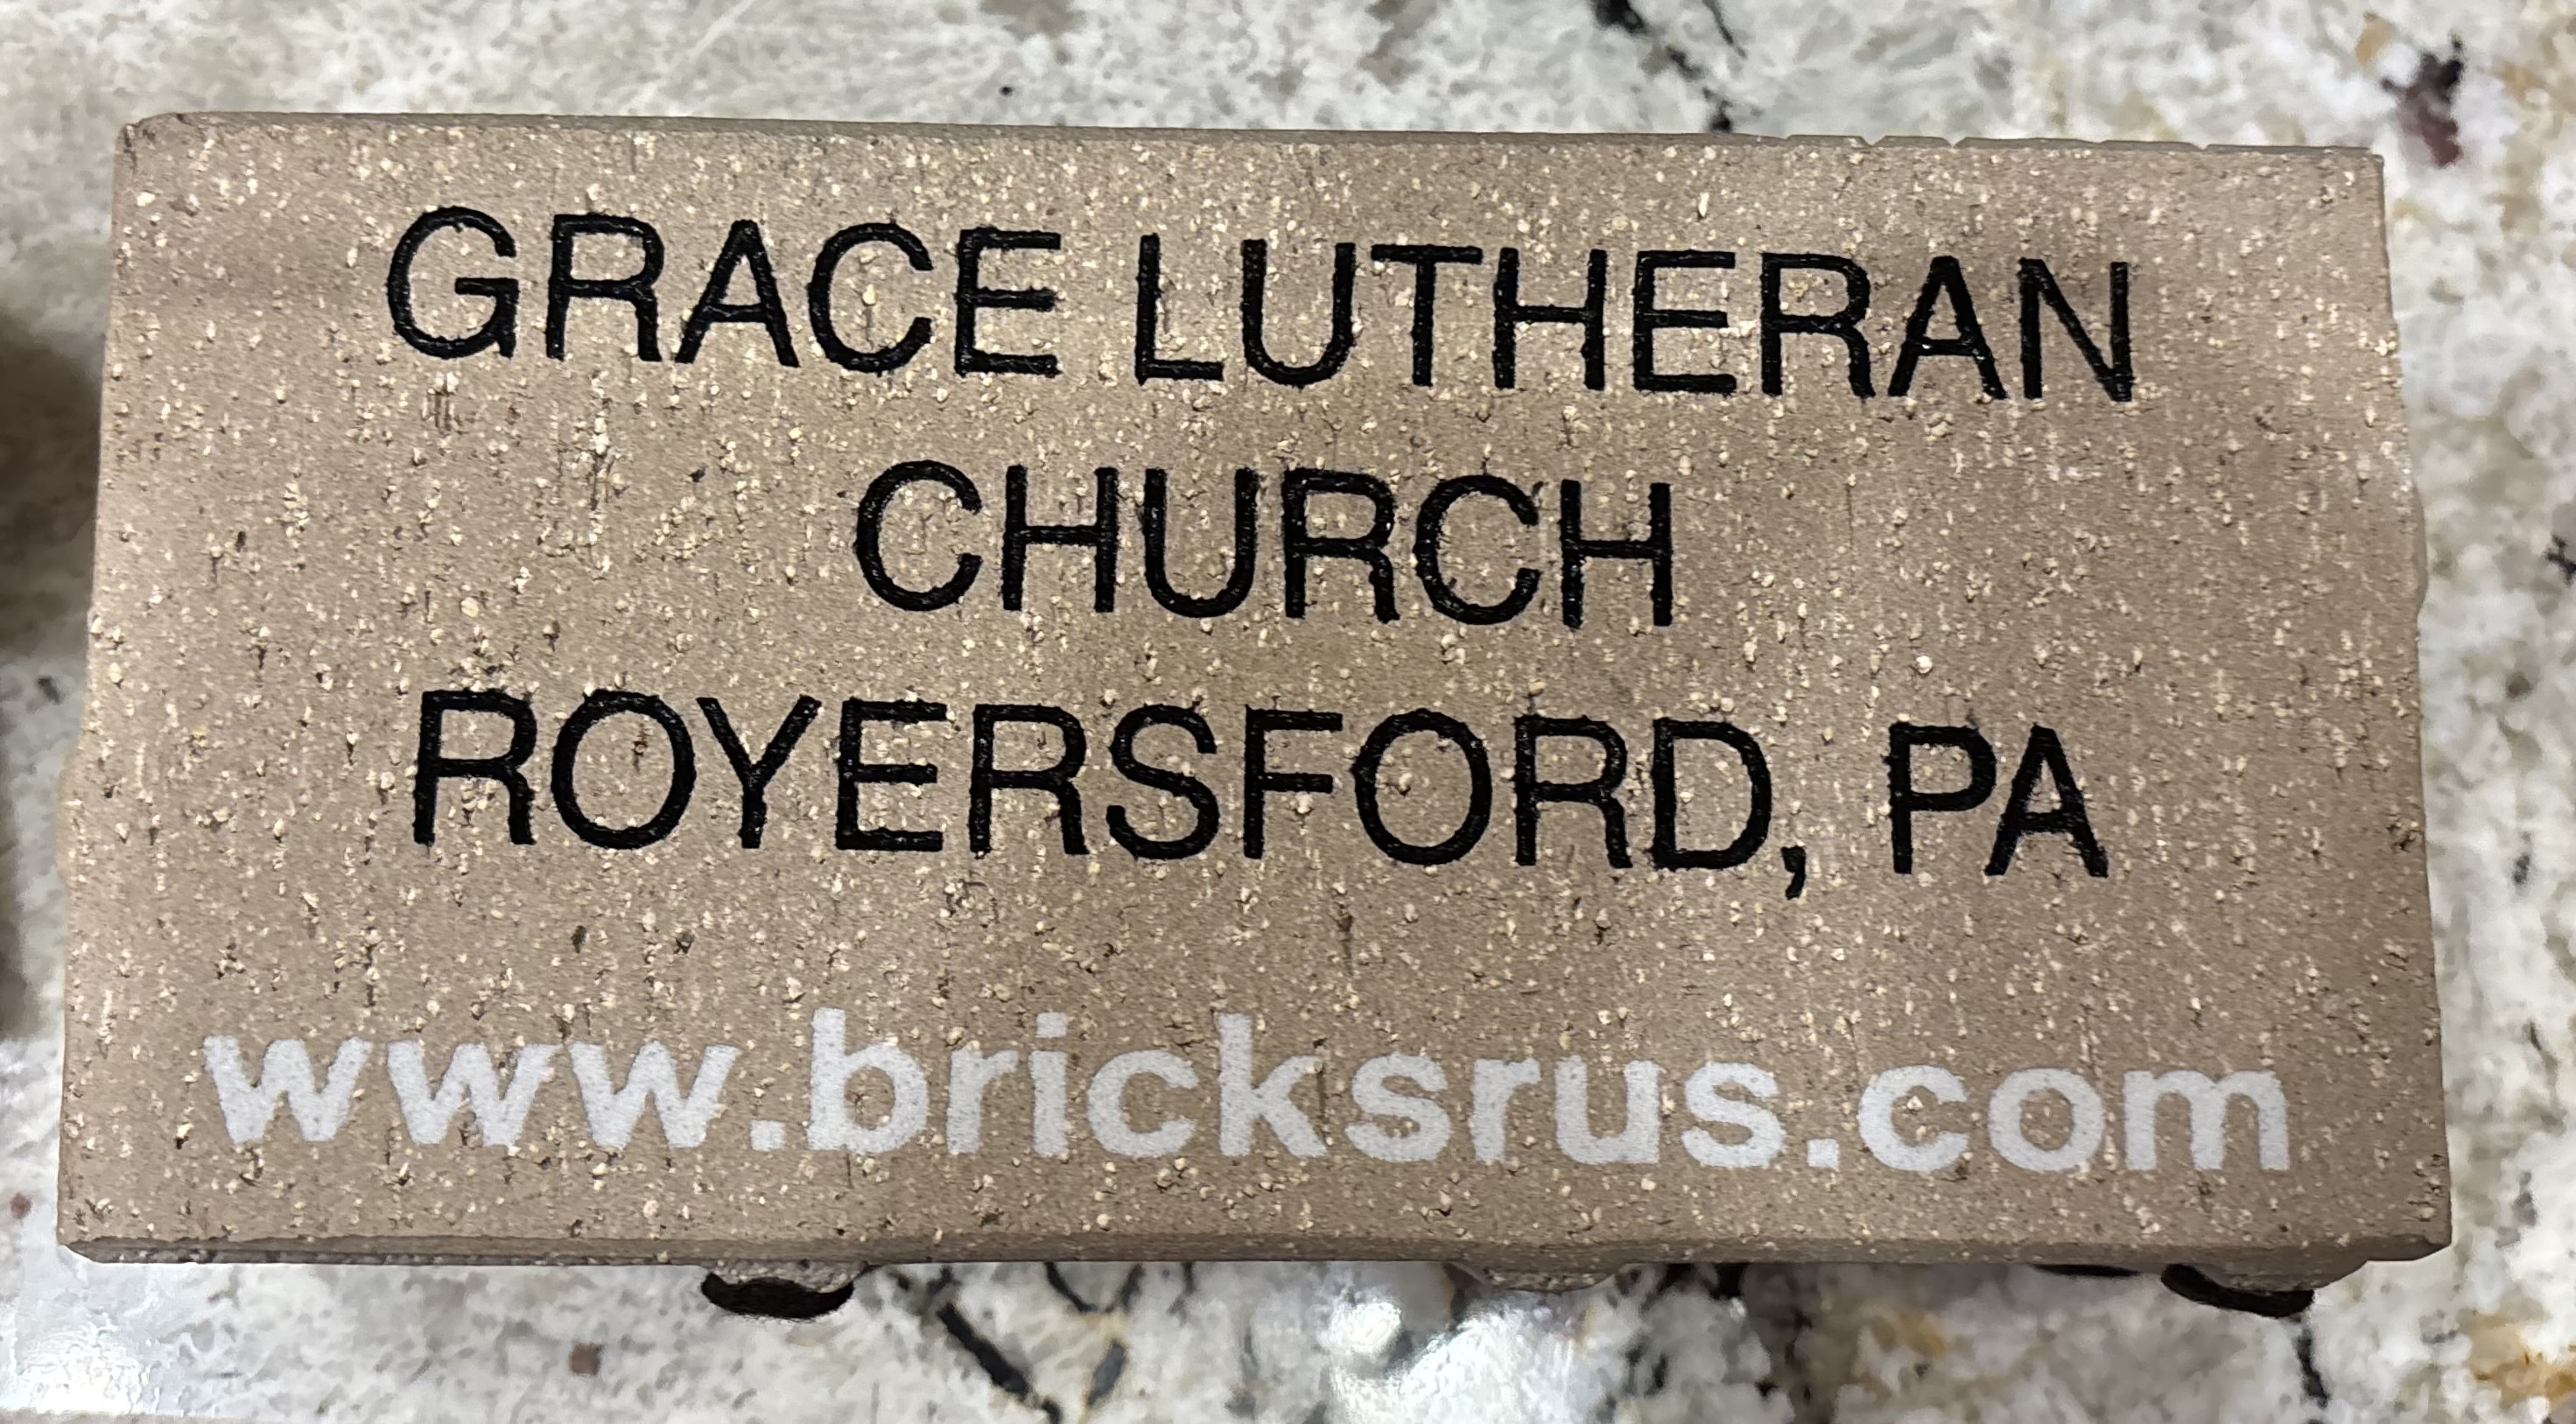 GRACE LUTHERAN
CHURCH
ROYERSFORD, PA
www.bricksrus.com